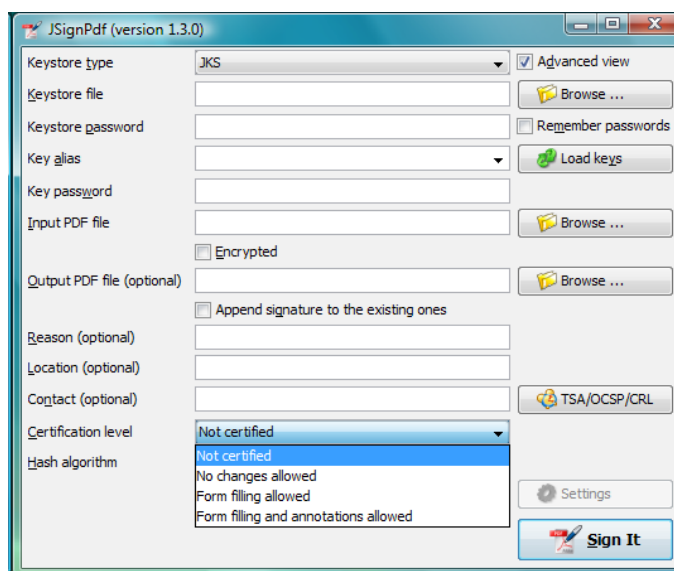 JSignPdf (version 1.3.0)
Keystore type JKS Advanced view
Keystore file Browse ...
Keystore password Remember passwords
Key alias Load keys
Key password
Input PDF file Browse ...
Encrypted
Output PDF file (optional) Browse ...
Append signature to the existing ones
Reason (optional)
Location (optional)
Contact (optional) TSA/OCSP/CRL
Certification level Not certified
Not certified
Hash algorithm
No changes allowed
Form filling allowed
Settings
Form filling and annotations allowed
Sign It